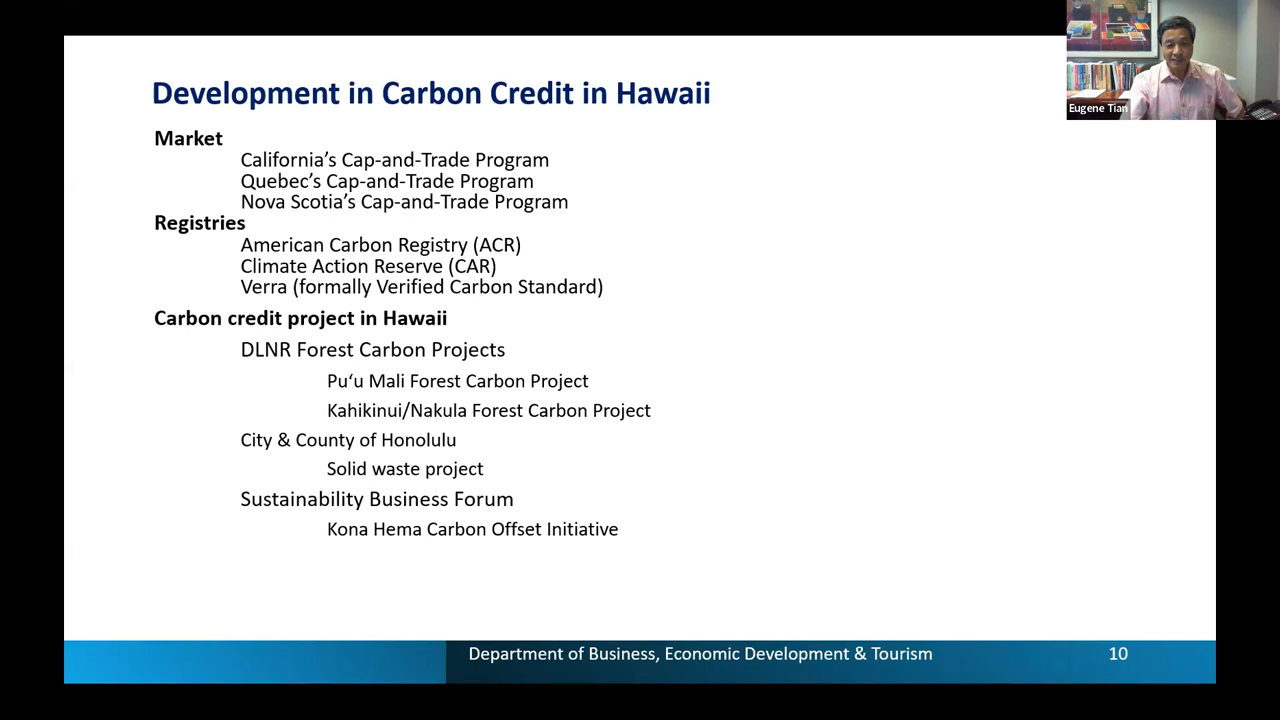 Development in Carbon Credit in Hawaii
Eugene Tian
Market
California’s Cap-and-Trade Program
Quebec’s Cap-and-Trade Program
Nova Scotia’s Cap-and-Trade Program
Registries
American Carbon Registry (ACR)
Climate Action Reserve (CAR)
Verra (formally Verified Carbon Standard)
Carbon credit project in Hawaii
DLNR Forest Carbon Projects
Pu‘u Mali Forest Carbon Project
Kahikinui/Nakula Forest Carbon Project
City & County of Honolulu
Solid waste project
Sustainability Business Forum
Kona Hema Carbon Offset Initiative
Department of Business, Economic Development & Tourism
10